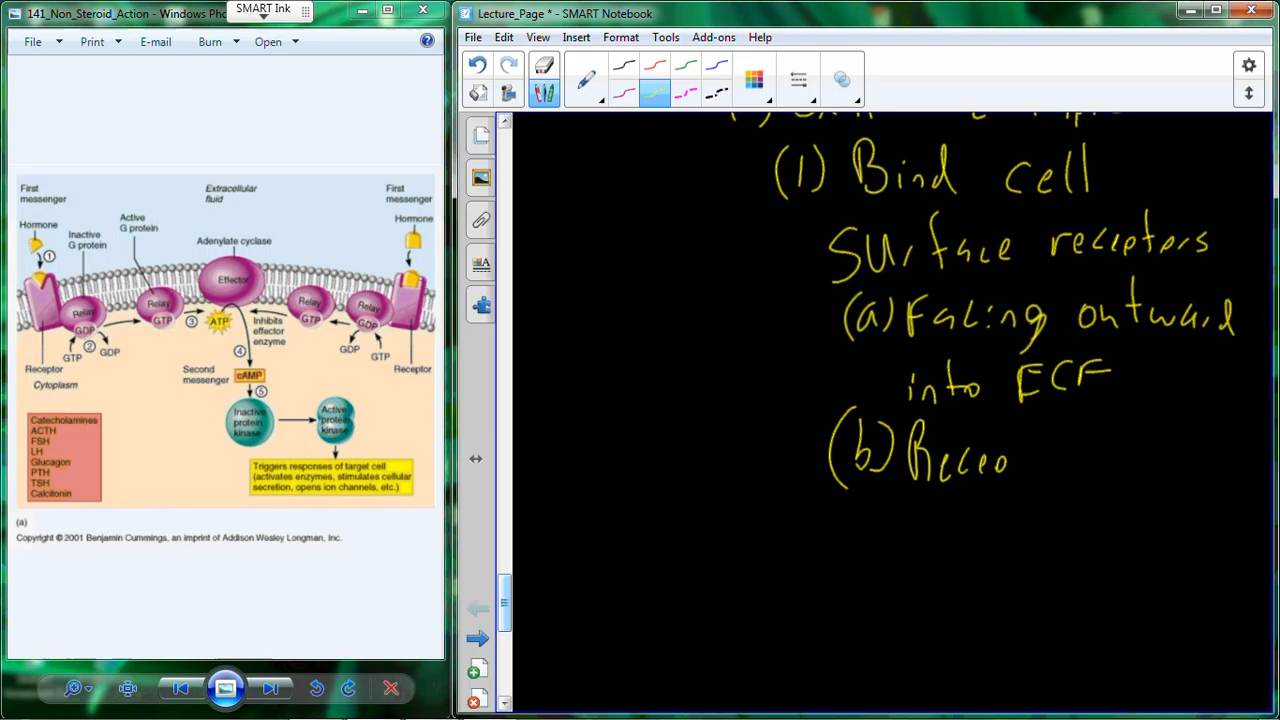 141_Non_Steroid_Action - Windows Pho
SMART Ink
File Print E-mail Burn Open
First messenger
Extracellular fluid
First messenger
Hormone
Active G protein
Hormone
Inactive G protein
Adenylate cyclase
1
Effector
Relay
Relay
Relay
Relay
GDP
GTP
3
ATP
Inhibits effector enzyme
GTP
GDP
GTP
2
GDP
4
GDP
GTP
Receptor
Second messenger
cAMP
Receptor
Cytoplasm
5
Inactive protein kinase
Active protein kinase
Catecholamines
ACTH
FSH
LH
Glucagon
PTH
TSH
Calcitonin
Triggers responses of target cell
(activates enzymes, stimulates cellular
secretion, opens ion channels, etc.)
(a)
Copyright © 2001 Benjamin Cummings, an imprint of Addison Wesley Longman, Inc.
Lecture_Page * - SMART Notebook
File Edit View Insert Format Tools Add-ons Help
(1) Bind cell
surface receptors
(a) Facing outward
into ECF
(b) Receo